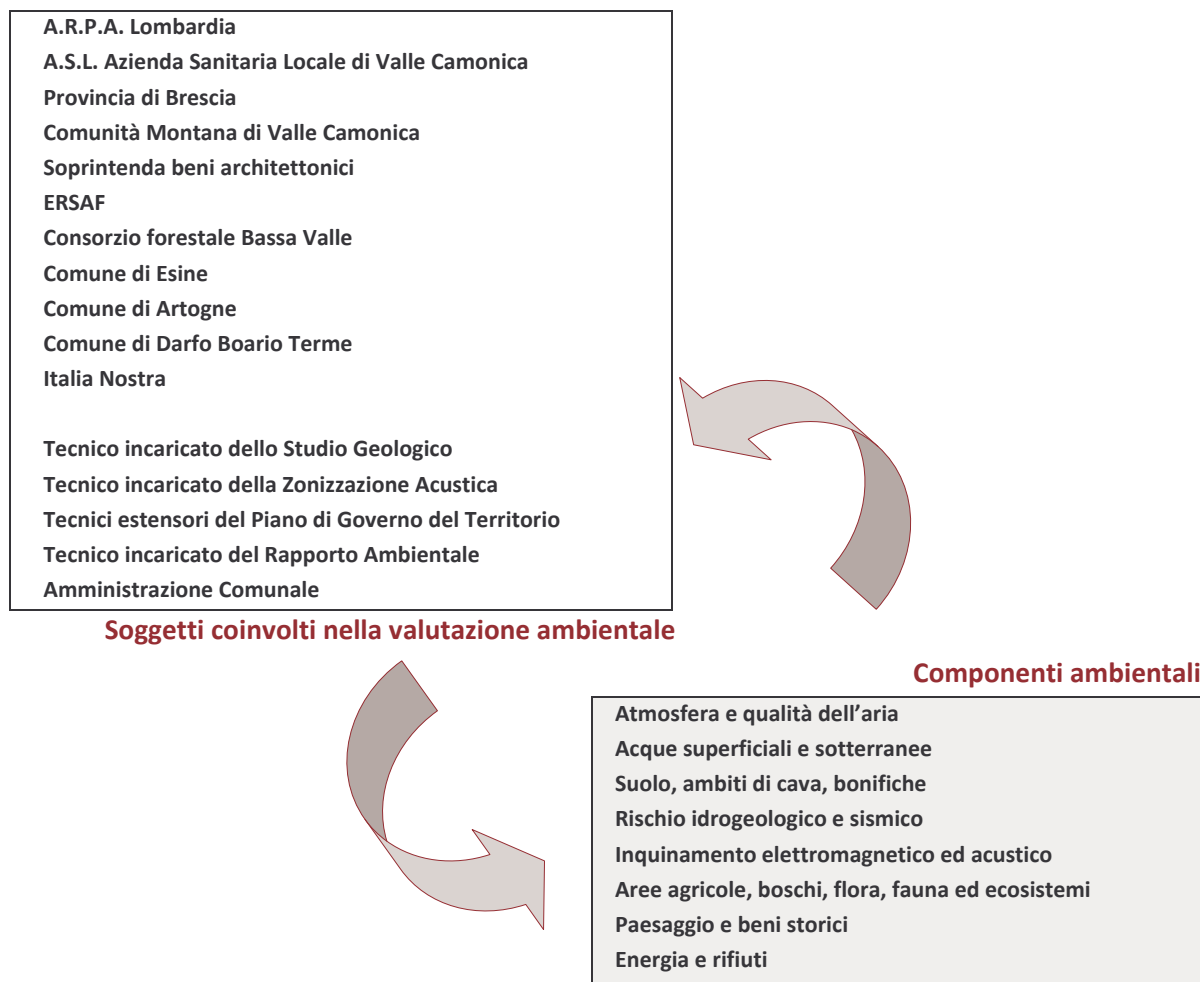 A.R.P.A. Lombardia
A.S.L. Azienda Sanitaria Locale di Valle Camonica
Provincia di Brescia
Comunità Montana di Valle Camonica
Soprintenda beni architettonici
ERSAF
Consorzio forestale Bassa Valle
Comune di Esine
Comune di Artogne
Comune di Darfo Boario Terme
Italia Nostra
Tecnico incaricato dello Studio Geologico
Tecnico incaricato della Zonizzazione Acustica
Tecnici estensori del Piano di Governo del Territorio
Tecnico incaricato del Rapporto Ambientale
Amministrazione Comunale
Soggetti coinvolti nella valutazione ambientale
Componenti ambientali
Atmosfera e qualità dell’aria
Acque superficiali e sotterranee
Suolo, ambiti di cava, bonifiche
Rischio idrogeologico e sismico
Inquinamento elettromagnetico ed acustico
Aree agricole, boschi, flora, fauna ed ecosistemi
Paesaggio e beni storici
Energia e rifiuti